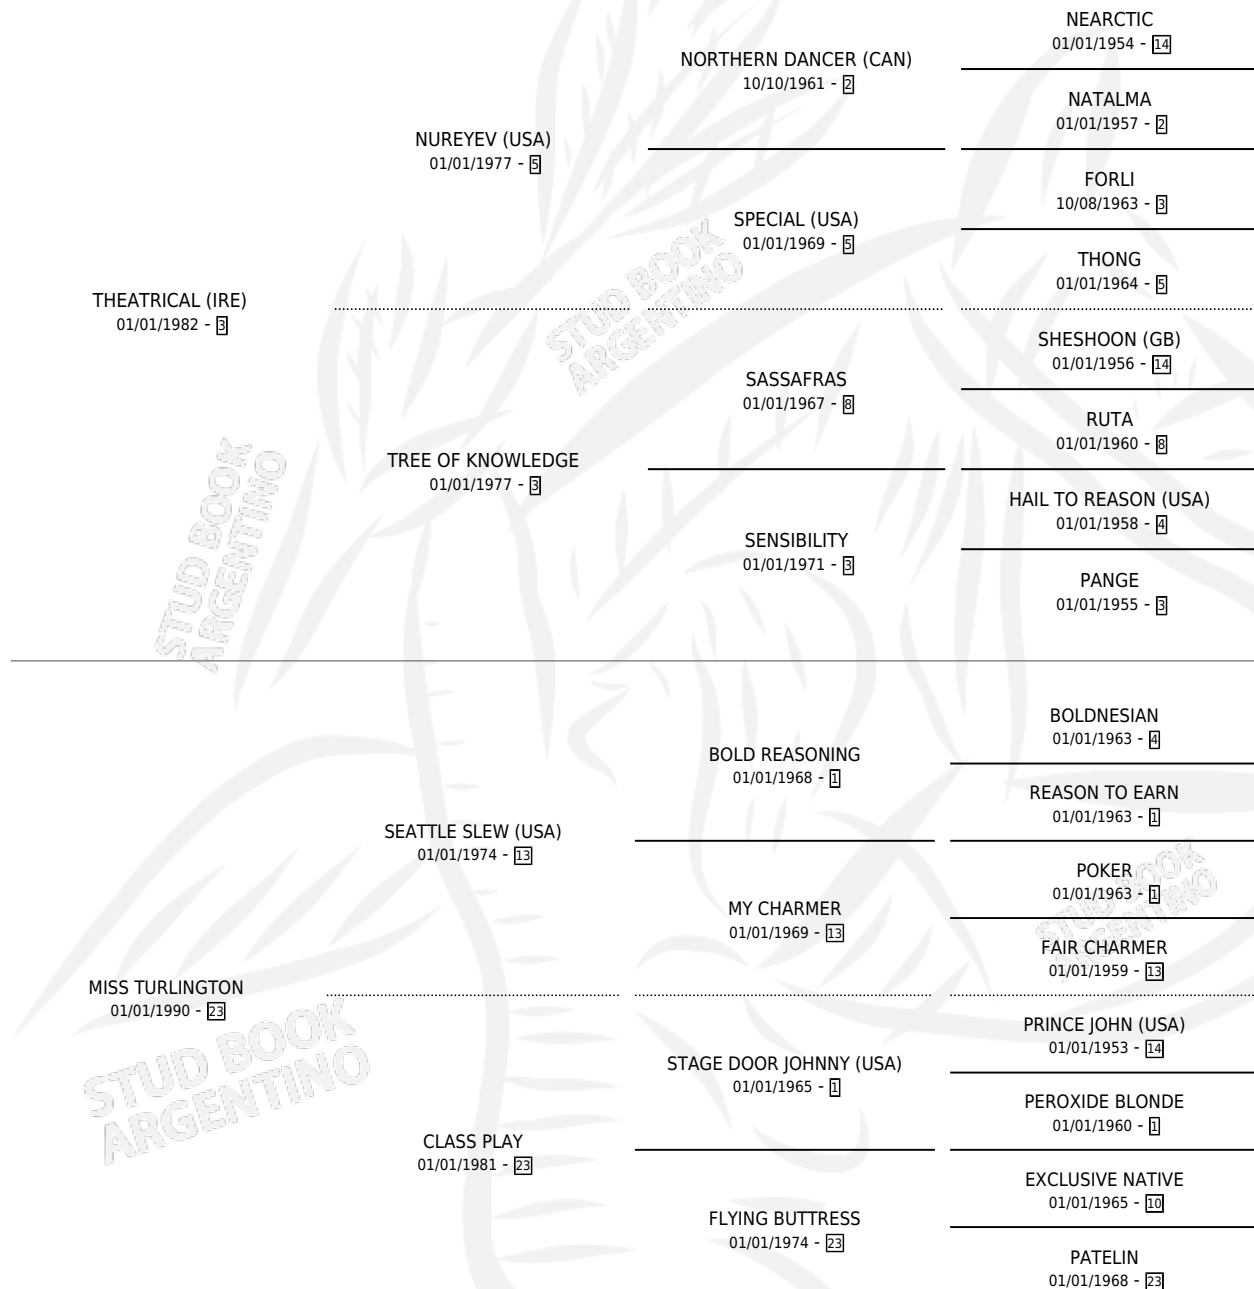 NEARCTIC
01/01/1954 - 14
NORTHERN DANCER (CAN)
10/10/1961 - 2
NATALMA
01/01/1957 - 2
NUREYEV (USA)
01/01/1977 - 5
FORLI
10/08/1963 - 3
SPECIAL (USA)
01/01/1969 - 5
THONG
01/01/1964 - 5
THEATRICAL (IRE)
01/01/1982 - 3
SHESHOON (GB)
01/01/1956 - 14
SASSAFRAS
01/01/1967 - 8
RUTA
01/01/1960 - 8
TREE OF KNOWLEDGE
01/01/1977 - 3
HAIL TO REASON (USA)
01/01/1958 - 4
SENSIBILITY
01/01/1971 - 3
PANGE
01/01/1955 - 3
BOLDNESIAN
01/01/1963 - 4
BOLD REASONING
01/01/1968 - 1
REASON TO EARN
01/01/1963 - 1
SEATTLE SLEW (USA)
01/01/1974 - 13
POKER
01/01/1963 - 1
MY CHARMER
01/01/1969 - 13
FAIR CHARMER
01/01/1959 - 13
MISS TURLINGTON
01/01/1990 - 23
PRINCE JOHN (USA)
01/01/1953 - 14
STAGE DOOR JOHNNY (USA)
01/01/1965 - 1
PEROXIDE BLONDE
01/01/1960 - 1
CLASS PLAY
01/01/1981 - 23
EXCLUSIVE NATIVE
01/01/1965 - 10
FLYING BUTTRESS
01/01/1974 - 23
PATELIN
01/01/1968 - 23
STUD BOOK
ARGENTINO
STUD BOOK
ARGENTINO
STUD BOOK
ARGENTINO
STUD BOOK
ARGENTINO